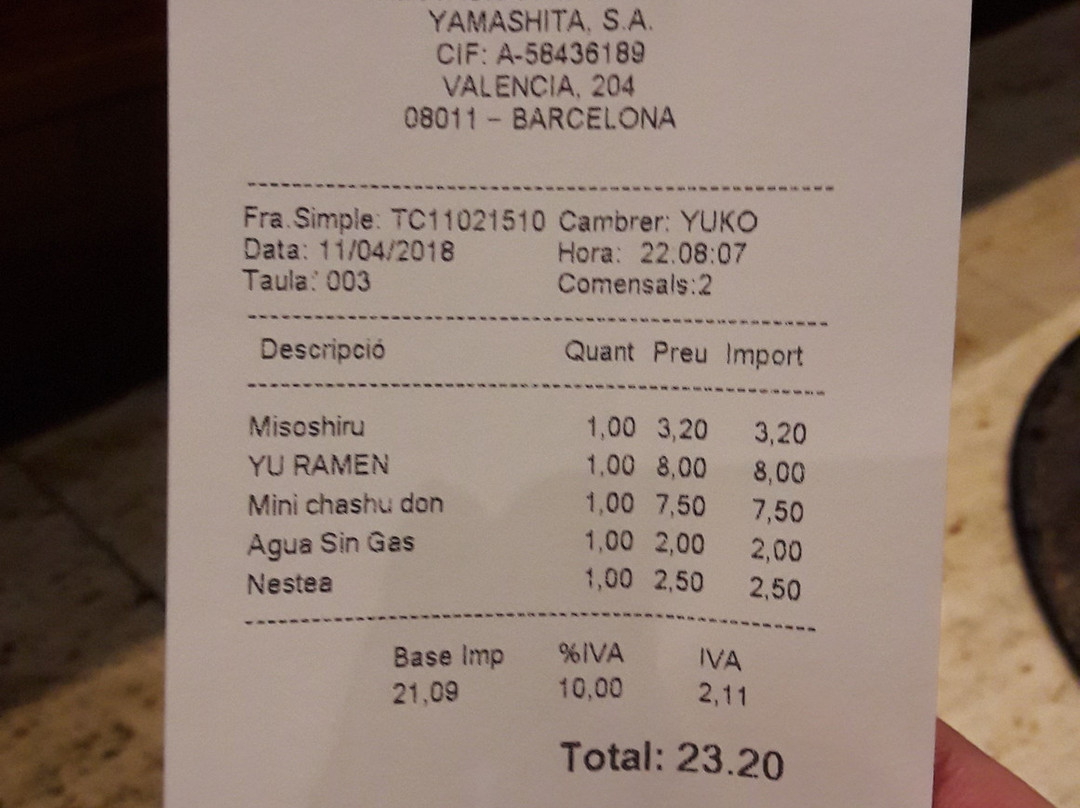 YAMASHITA, S.A.
CIF: A-58436189
VALENCIA, 204
08011 - BARCELONA
Fra.Simple: TC11021510 Cambrer: YUKO
Data: 11/04/2018 Hora: 22.08:07
Taula: 003 Comensals:2
Descripció Quant Preu Import
Misoshiru 1,00 3,20 3,20
YU RAMEN 1,00 8,00 8,00
Mini chashu don 1,00 7,50 7,50
Agua Sin Gas 1,00 2,00 2,00
Nestea 1,00 2,50 2,50
Base Imp %IVA IVA
21,09 10,00 2,11
Total: 23.20